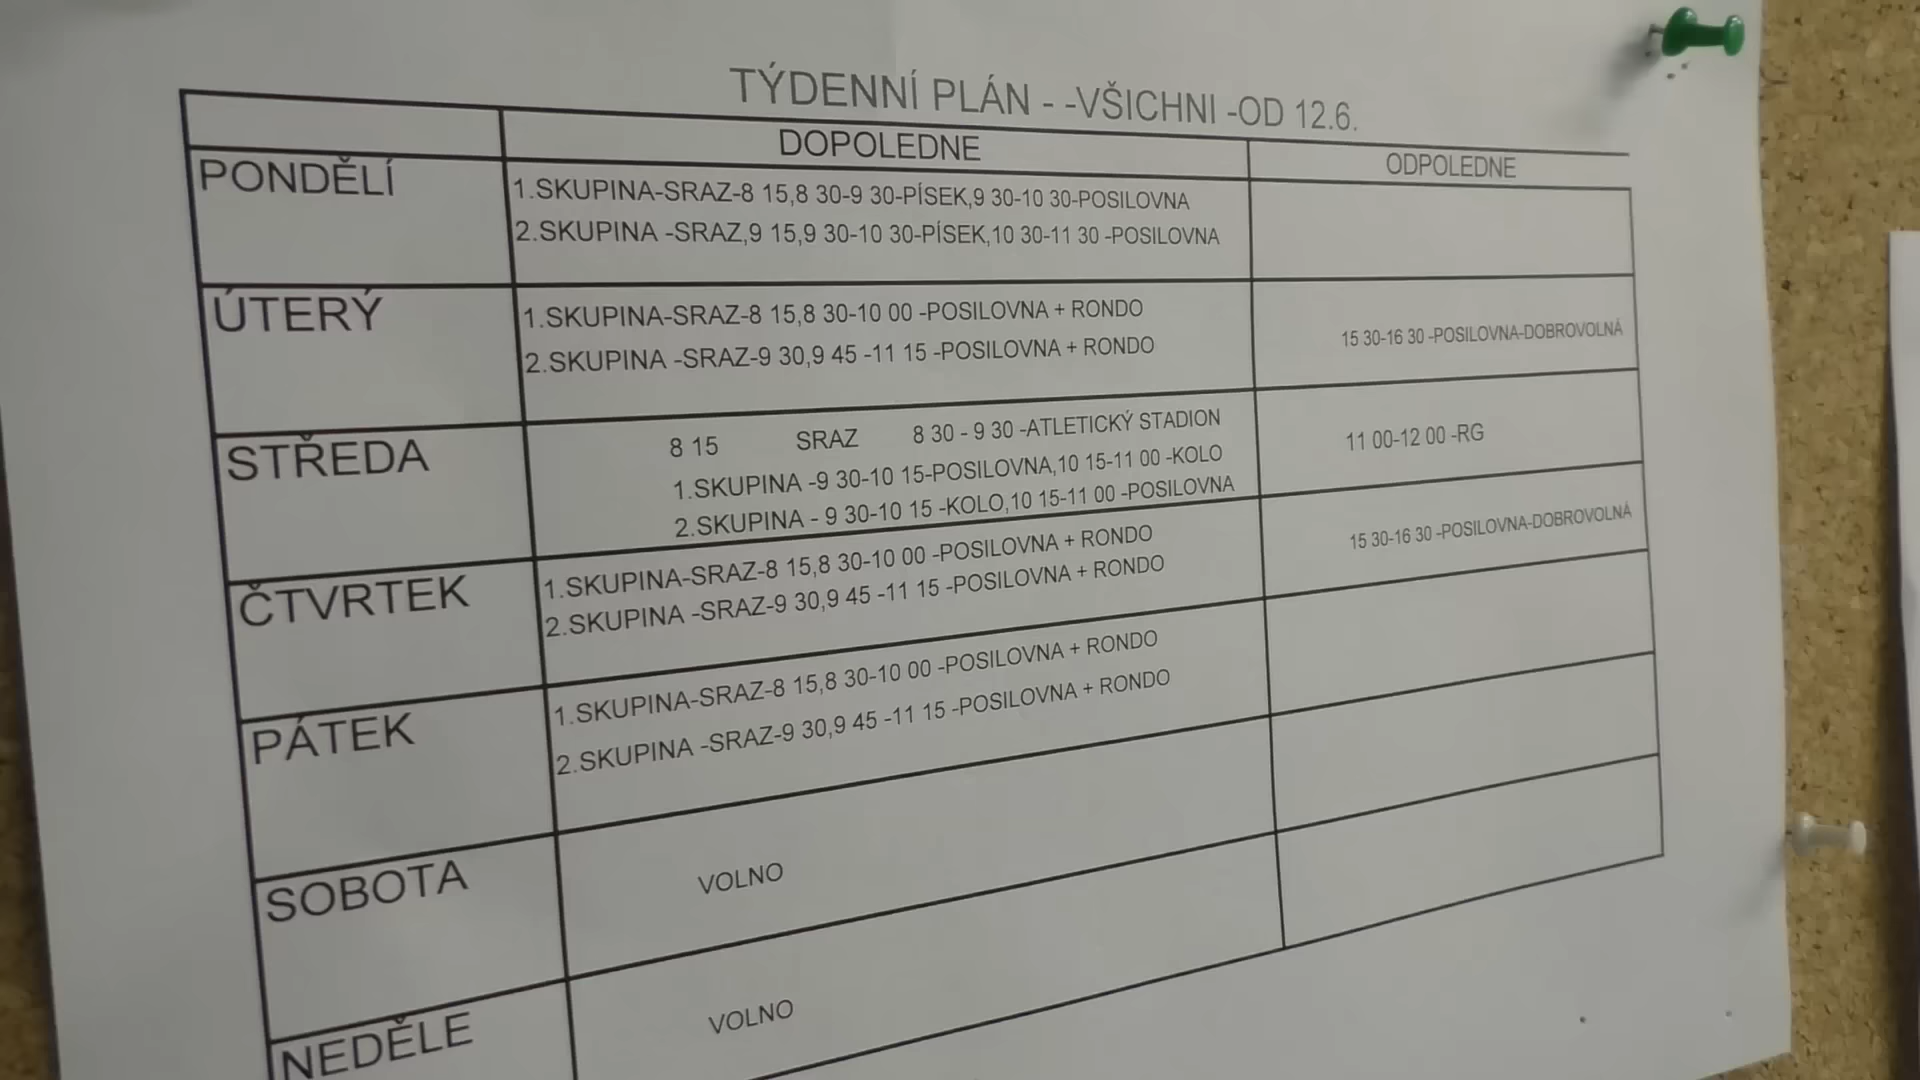 TÝDENNÍ PLÁN - -VŠICHNI -OD 12.6.
DOPOLEDNE
ODPOLEDNE
PONDĚLÍ
1.SKUPINA-SRAZ-8 15,8 30-9 30-PÍSEK,9 30-10 30-POSILOVNA
2.SKUPINA -SRAZ,9 15,9 30-10 30-PÍSEK,10 30-11 30 -POSILOVNA
ÚTERÝ
1.SKUPINA-SRAZ-8 15,8 30-10 00 -POSILOVNA + RONDO
2.SKUPINA -SRAZ-9 30,9 45 -11 15 -POSILOVNA + RONDO
15 30-16 30 -POSILOVNA-DOBROVOLNÁ
STŘEDA
8 15 SRAZ 8 30 - 9 30 -ATLETICKÝ STADION
1.SKUPINA -9 30-10 15-POSILOVNA,10 15-11 00 -KOLO
2.SKUPINA - 9 30-10 15 -KOLO,10 15-11 00 -POSILOVNA
11 00-12 00 -RG
ČTVRTEK
1.SKUPINA-SRAZ-8 15,8 30-10 00 -POSILOVNA + RONDO
2.SKUPINA -SRAZ-9 30,9 45 -11 15 -POSILOVNA + RONDO
15 30-16 30 -POSILOVNA-DOBROVOLNÁ
PÁTEK
1.SKUPINA-SRAZ-8 15,8 30-10 00 -POSILOVNA + RONDO
2.SKUPINA -SRAZ-9 30,9 45 -11 15 -POSILOVNA + RONDO
SOBOTA
VOLNO
NEDĚLE
VOLNO